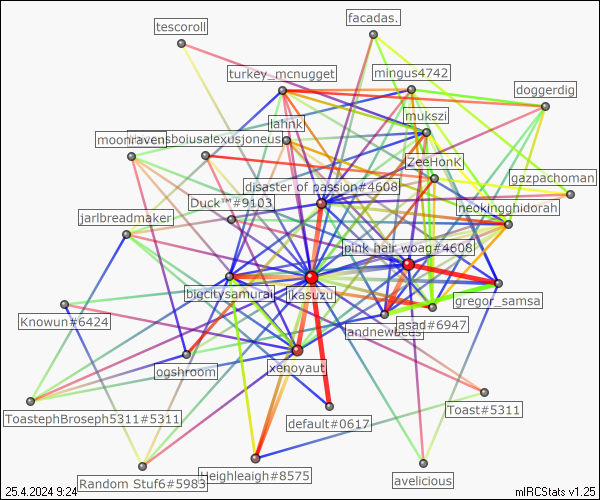 facadas.
tescoroll
turkey_mcnugget
mingus4742
doggerdig
mukszi
lahnk
moonraven
ZeeHonK
gazpachoman
disaster of passion#4608
Duck™#9103
neokingghidorah
jarlbreadmaker
pink hair woag#4608
bigcitysamurai
ikasuzu
gregor_samsa
Knowun#6424
asad#6947
andnewbees
ogshroom
xenoyaut
ToastephBroseph5311#5311
default#0617
Toast#5311
Random Stuf6#5983
Heighleaigh#8575
avelicious
25.4.2024 9:24
mIRCStats v1.25